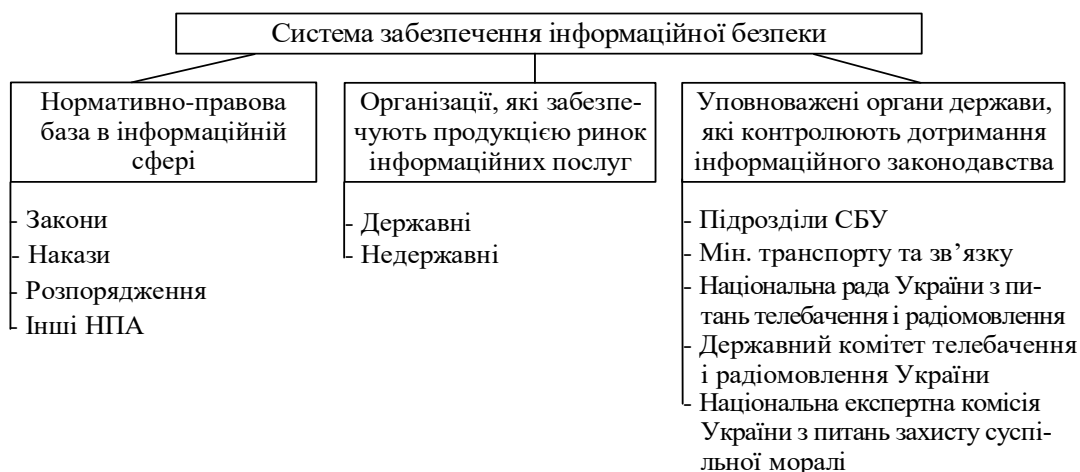 Система забезпечення інформаційної безпеки
Нормативно-правова
база в інформаційній
сфері
- Закони
- Накази
- Розпорядження
- Інші НПА
Організації, які забезпе-
чують продукцією ринок
інформаційних послуг
- Державні
- Недержавні
Уповноважені органи держави,
які контролюють дотримання
інформаційного законодавства
- Підрозділи СБУ
- Мін. транспорту та зв’язку
- Національна рада України з пи-
тань телебачення і радіомовлення
- Державний комітет телебачення
і радіомовлення України
- Національна експертна комісія
України з питань захисту суспі-
льної моралі